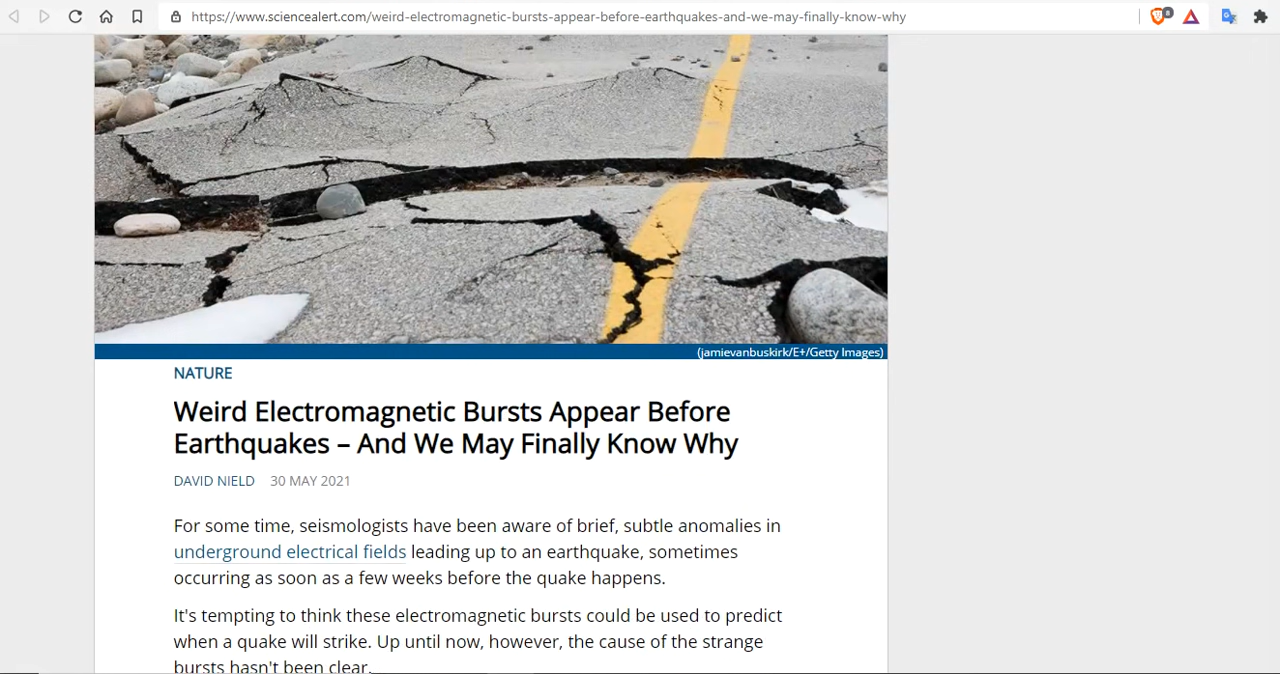 https://www.sciencealert.com/weird-electromagnetic-bursts-appear-before-earthquakes-and-we-may-finally-know-why
(jamievanbuskirk/E+/Getty Images)
NATURE
Weird Electromagnetic Bursts Appear Before
Earthquakes – And We May Finally Know Why
DAVID NIELD 30 MAY 2021
For some time, seismologists have been aware of brief, subtle anomalies in
underground electrical fields leading up to an earthquake, sometimes
occurring as soon as a few weeks before the quake happens.
It's tempting to think these electromagnetic bursts could be used to predict
when a quake will strike. Up until now, however, the cause of the strange
bursts hasn't been clear.